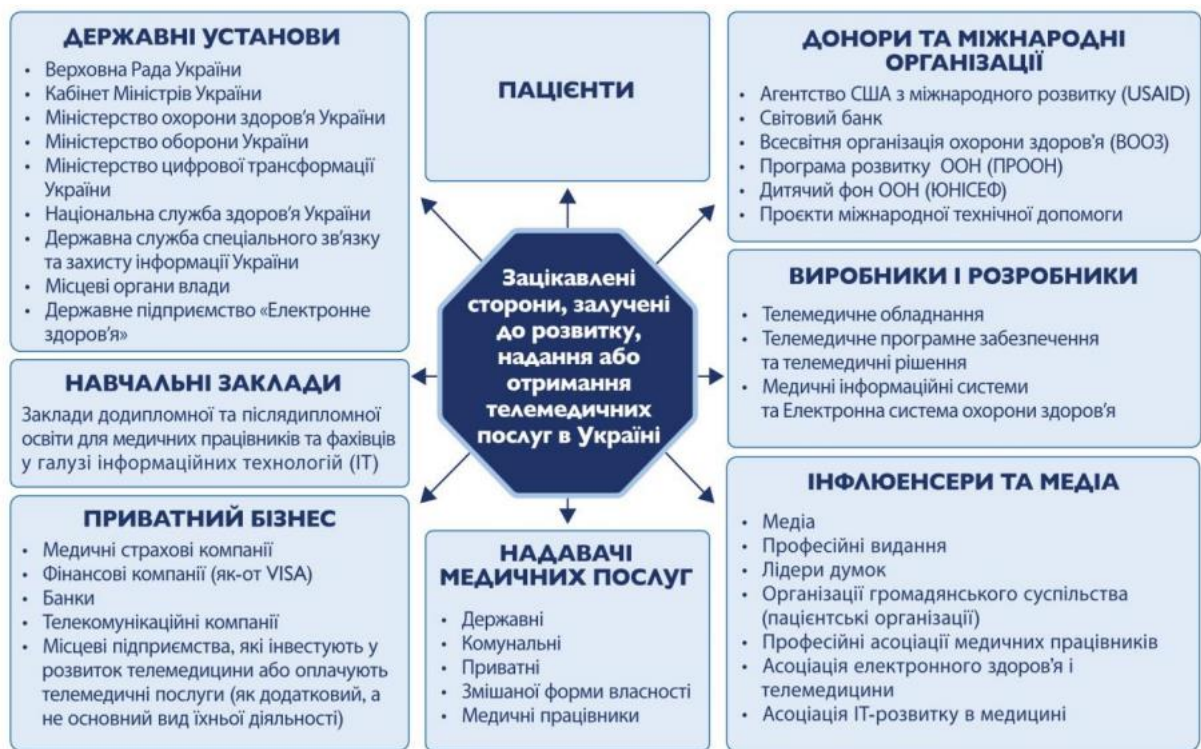 ДЕРЖАВНІ УСТАНОВИ
• Верховна Рада України
• Кабінет Міністрів України
• Міністерство охорони здоров'я України
• Міністерство оборони України
• Міністерство цифрової трансформації
України
• Національна служба здоров'я України
• Державна служба спеціального зв'язку
та захисту інформації України
• Місцеві органи влади
• Державне підприємство «Електронне
здоров'я»
ПАЦІЄНТИ
ДОНОРИ ТА МІЖНАРОДНІ
ОРГАНІЗАЦІЇ
• Агентство США з міжнародного розвитку (USAID)
• Світовий банк
• Всесвітня організація охорони здоров'я (ВООЗ)
• Програма розвитку ООН (ПРООН)
• Дитячий фон ООН (ЮНІСЕФ)
• Проєкти міжнародної технічної допомоги
Зацікавлені
сторони, залучені
до розвитку,
надання або
отримання
телемедичних
послуг в Україні
ВИРОБНИКИ І РОЗРОБНИКИ
• Телемедичне обладнання
• Телемедичне програмне забезпечення
та телемедичні рішення
• Медичні інформаційні системи
та Електронна система охорони здоров'я
НАВЧАЛЬНІ ЗАКЛАДИ
Заклади додипломної та післядипломної
освіти для медичних працівників та фахівців
у галузі інформаційних технологій (ІТ)
ПРИВАТНИЙ БІЗНЕС
• Медичні страхові компанії
• Фінансові компанії (як-от VISA)
• Банки
• Телекомунікаційні компанії
• Місцеві підприємства, які інвестують у
розвиток телемедицини або оплачують
телемедичні послуги (як додатковий, а
не основний вид їхньої діяльності)
НАДАВАЧІ
МЕДИЧНИХ ПОСЛУГ
• Державні
• Комунальні
• Приватні
• Змішаної форми власності
• Медичні працівники
ІНФЛЮЕНСЕРИ ТА МЕДІА
• Медіа
• Професійні видання
• Лідери думок
• Організації громадянського суспільства
(пацієнтські організації)
• Професійні асоціації медичних працівників
• Асоціація електронного здоров'я і
телемедицини
• Асоціація ІТ-розвитку в медицині